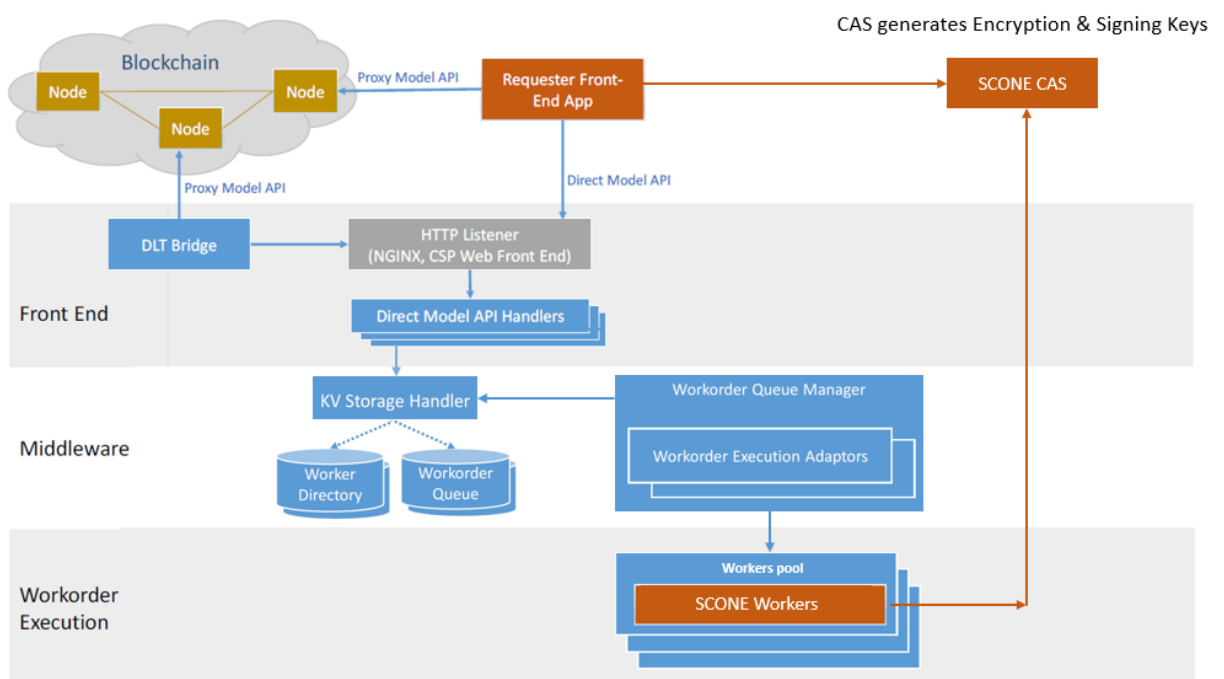 CAS generates Encryption & Signing Keys
Blockchain
Node
Node
Node
Proxy Model API
Requester Front-
End App
SCONE CAS
Proxy Model API
Direct Model API
DLT Bridge
HTTP Listener
(NGINX, CSP Web Front End)
Front End
Direct Model API Handlers
KV Storage Handler
Workorder Queue Manager
Middleware
Workorder Execution Adaptors
Worker
Directory
Workorder
Queue
Workorder
Execution
Workers pool
SCONE Workers